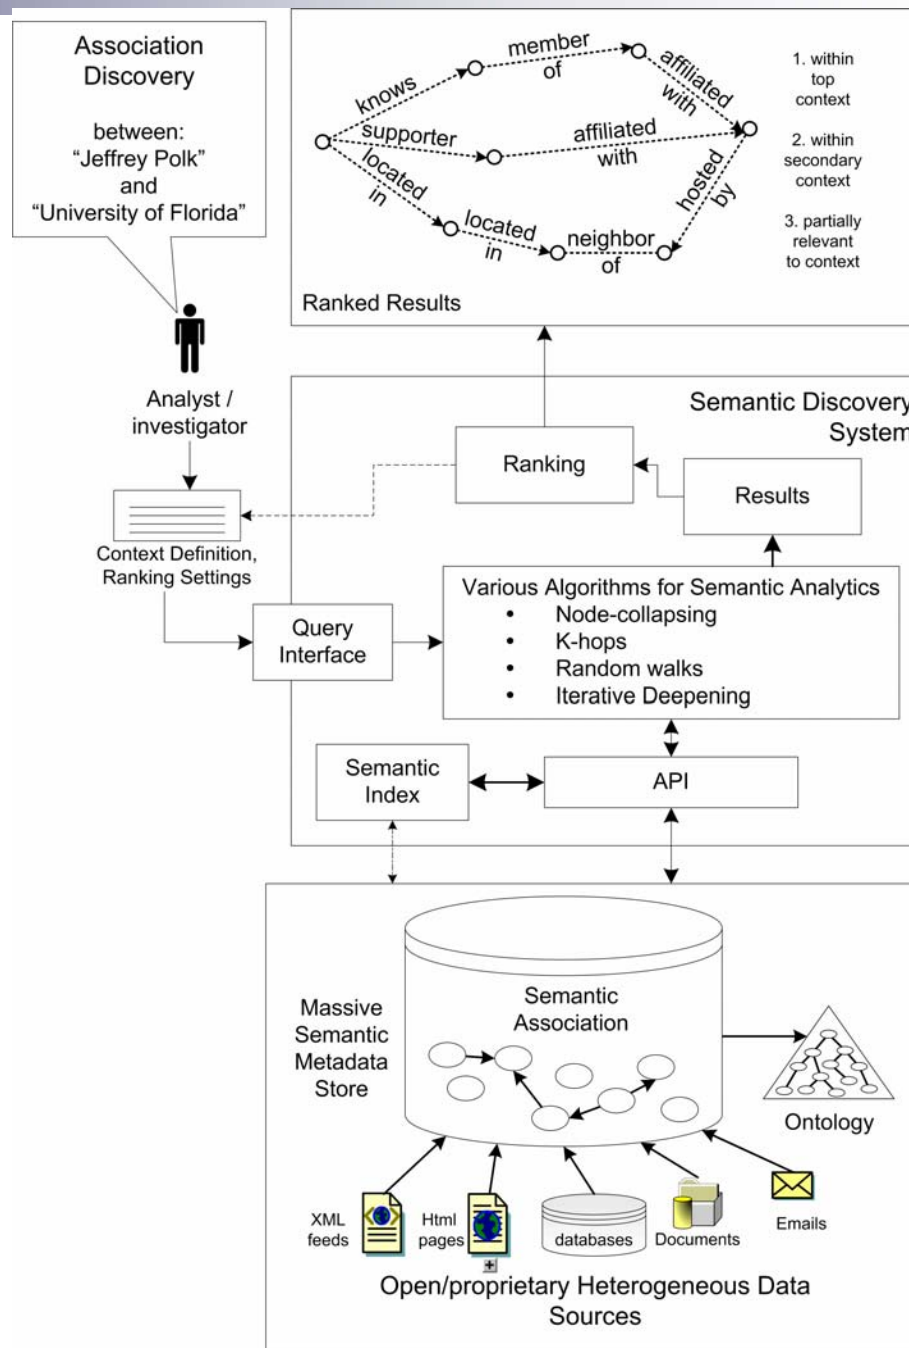 Association
Discovery
between:
“Jeffrey Polk”
and
“University of Florida”
Analyst /
investigator
Context Definition,
Ranking Settings
knows
member
of
affiliated
with
supporter
affiliated
with
located
in
located
in
neighbor
of
hosted
by
1. within
top
context
2. within
secondary
context
3. partially
relevant
to context
Ranked Results
Semantic Discovery
System
Ranking
Results
Query
Interface
Various Algorithms for Semantic Analytics
• Node-collapsing
• K-hops
• Random walks
• Iterative Deepening
Semantic
Index
API
Massive
Semantic
Metadata
Store
Semantic
Association
Ontology
XML
feeds
Html
pages
databases
Documents
Emails
Open/proprietary Heterogeneous Data
Sources